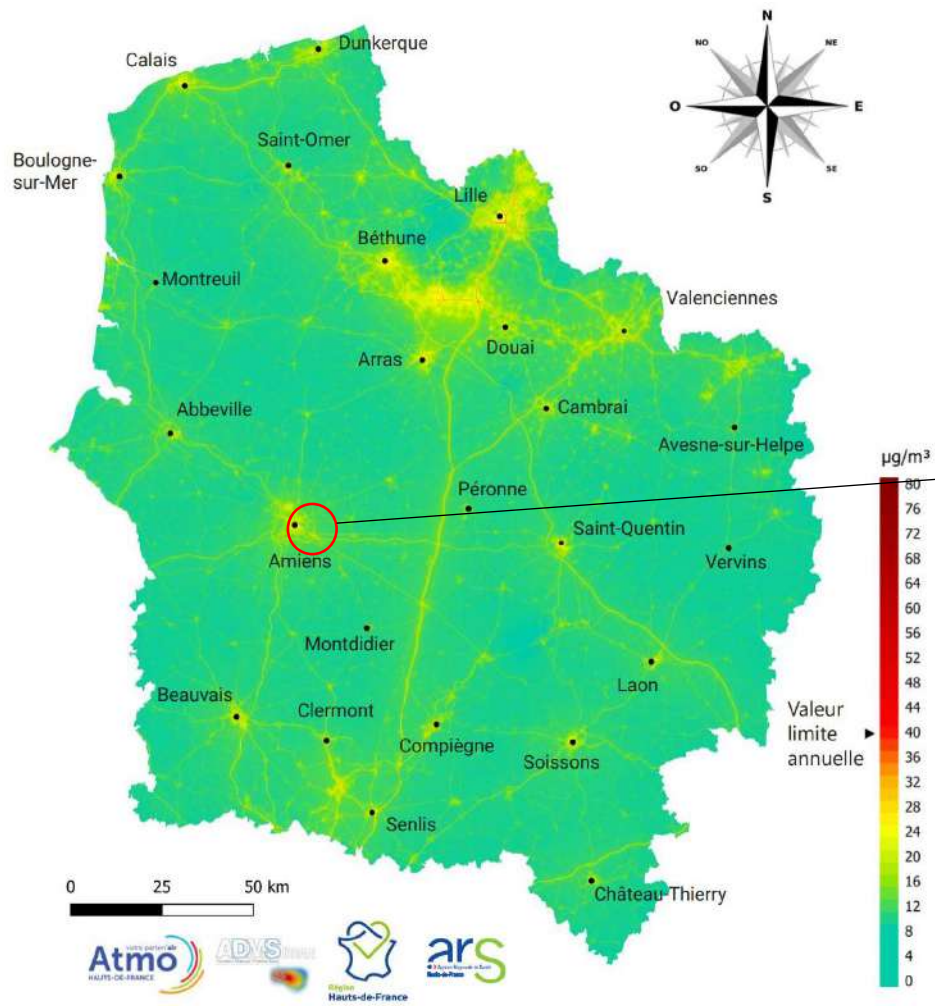 N
NO
NE
O
E
SO
SE
S
Dunkerque
Calais
Saint-Omer
Boulogne-
sur-Mer
Lille
Béthune
Montreuil
Valenciennes
Douai
Arras
Abbeville
Cambrai
Avesne-sur-Helpe
Péronne
Saint-Quentin
Amiens
Vervins
Montdidier
Laon
Beauvais
Clermont
Compiègne
Soissons
Senlis
Château Thierry
µg/m³
80
76
72
68
64
60
56
52
48
44
40
36
32
28
24
20
16
12
8
4
0
Valeur
limite
annuelle
0 25 50 km
votre parten'air
Atmo
HAUTS-DE-FRANCE
Région
Hauts-de-France
ars